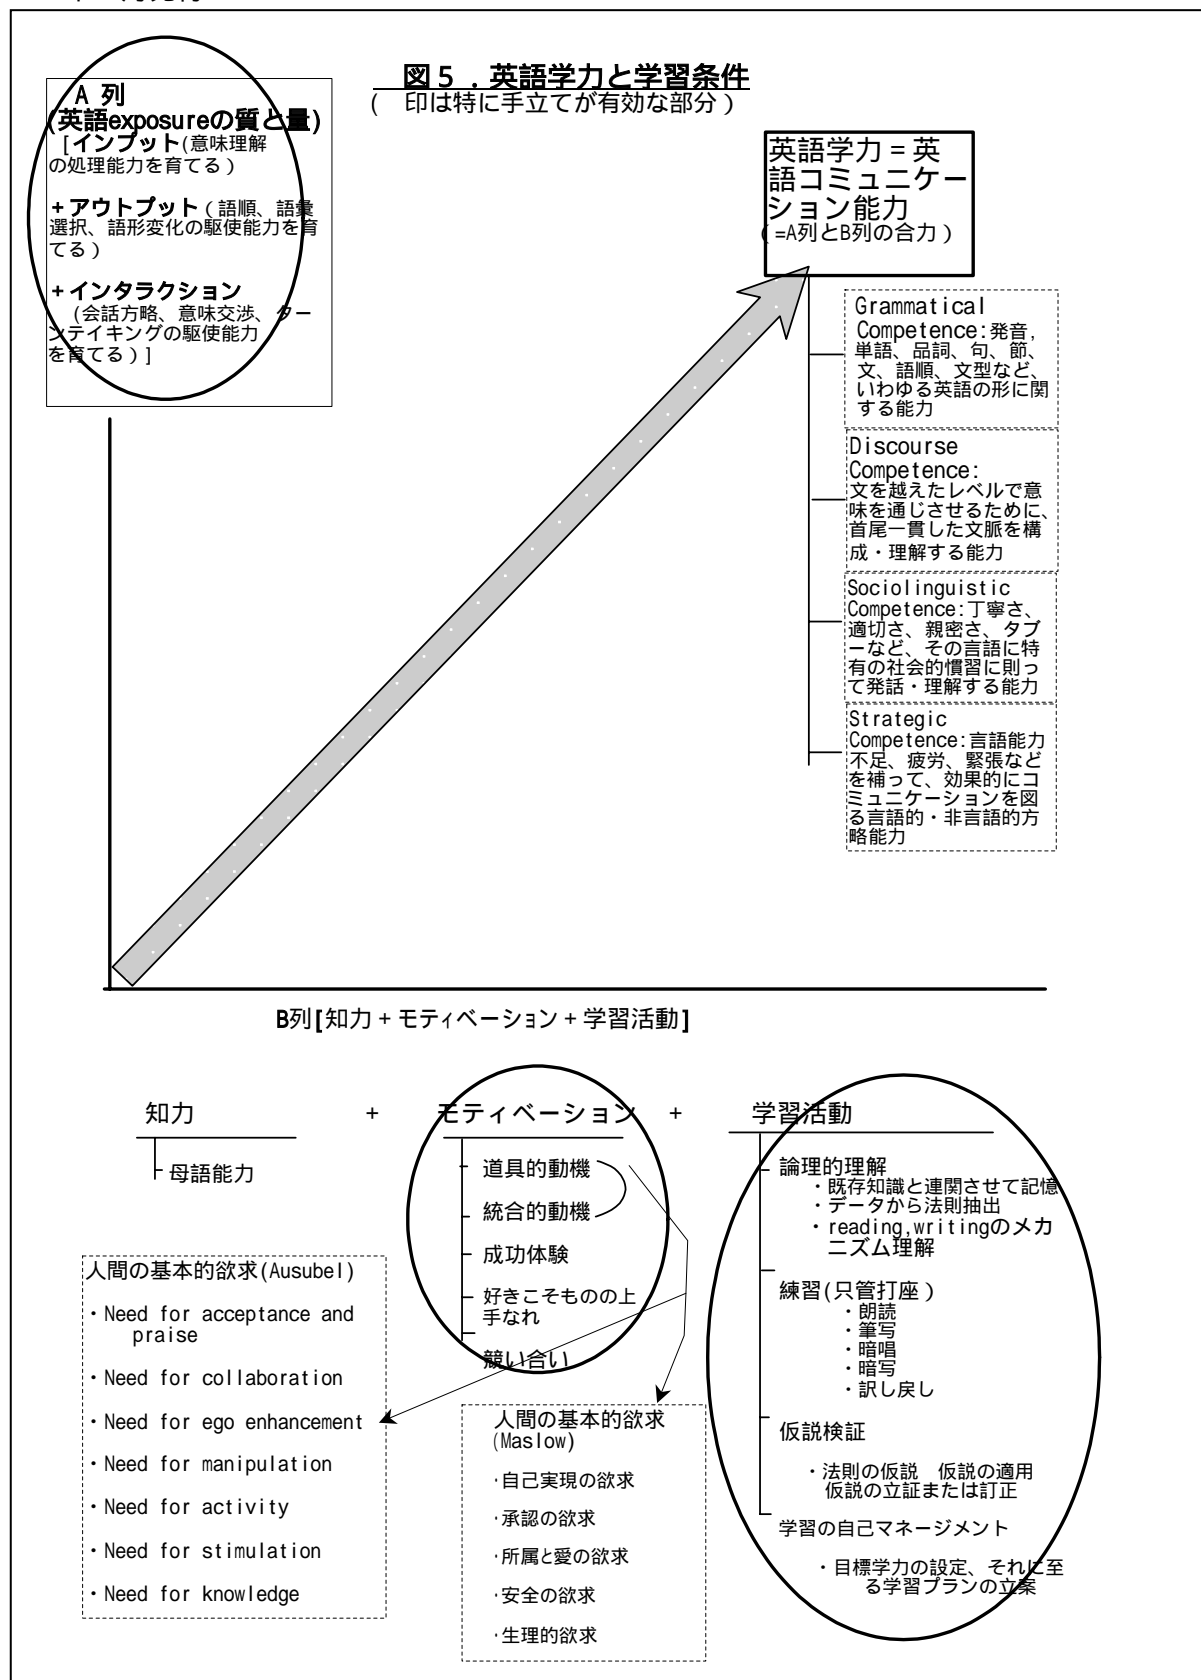 図５．英語学力と学習条件
(　印は特に手立てが有効な部分）
A 列
(英語exposureの質と量)
[インプット(意味理解
の処理能力を育てる）
+アウトプット（語順、語彙
選択、語形変化の駆使能力を育
てる）
+インタラクション
(会話方略、意味交渉、ター
ンテイキングの駆使能力
を育てる）]
英語学力＝英
語コミュニケー
ション能力
（=A列とB列の合力）
Grammatical
Competence:発音,
単語、品詞、句、節、
文、語順、文型など、
いわゆる英語の形に関
する能力
Discourse
Competence:
文を越えたレベルで意
味を通じさせるために、
首尾一貫した文脈を構
成・理解する能力
Sociolinguistic
Competence:丁寧さ、
適切さ、親密さ、タブ
ーなど、その言語に特
有の社会的慣習に則っ
て発話・理解する能力
Strategic
Competence:言語能力
不足、疲労、緊張など
を補って、効果的にコ
ミュニケーションを図
る言語的・非言語的方
略能力
B列[知力+モティベーション+学習活動]
知力　+　モティベーション　+　学習活動
母語能力
道具的動機
統合的動機
成功体験
好きこそものの上
手なれ
競い合い
論理的理解
・既存知識と連関させて記憶
・データから法則抽出
・reading,writingのメカ
ニズム理解
練習(只管打座）
・朗読
・筆写
・暗唱
・暗写
・訳し戻し
仮説検証
・法則の仮説　仮説の適用
仮説の立証または訂正
学習の自己マネージメント
・目標学力の設定、それに至
る学習プランの立案
人間の基本的欲求(Ausubel)
・Need for acceptance and
praise
・Need for collaboration
・Need for ego enhancement
・Need for manipulation
・Need for activity
・Need for stimulation
・Need for knowledge
人間の基本的欲求
(Maslow)
·自己実現の欲求
·承認の欲求
·所属と愛の欲求
·安全の欲求
·生理的欲求